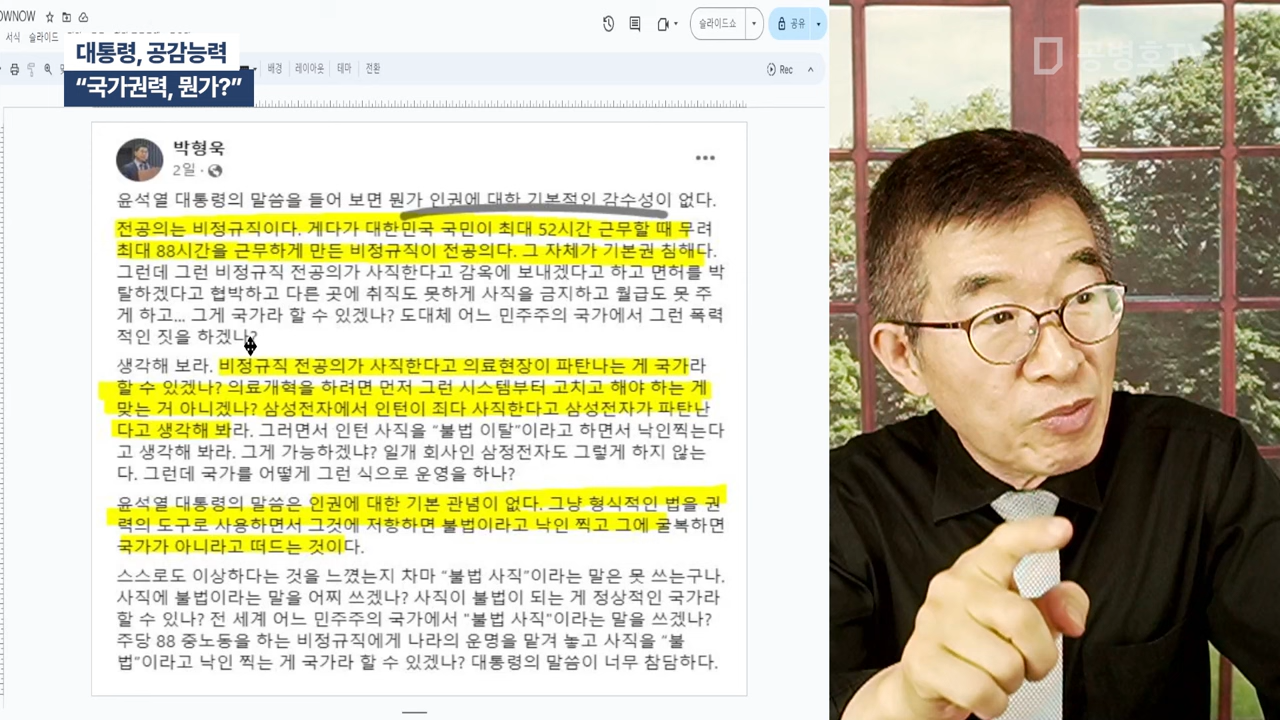 OWNOW
서식 슬라이드
슬라이드쇼
공유
대통령, 공감능력
“국가권력, 뭔가?”
배경 레이아웃 테마 전환
Rec
공병호TV
박형욱
2일 ·
윤석열 대통령의 말씀을 들어 보면 뭔가 인권에 대한 기본적인 감수성이 없다.
전공의는 비정규직이다. 게다가 대한민국 국민이 최대 52시간 근무할 때 무려
최대 88시간을 근무하게 만든 비정규직이 전공의다. 그 자체가 기본권 침해다.
그런데 그런 비정규직 전공의가 사직한다고 감옥에 보내겠다고 하고 면허를 박
탈하겠다고 협박하고 다른 곳에 취직도 못하게 사직을 금지하고 월급도 못 주
게 하고... 그게 국가라 할 수 있겠나? 도대체 어느 민주주의 국가에서 그런 폭력
적인 짓을 하겠나?
생각해 보라. 비정규직 전공의가 사직한다고 의료현장이 파탄나는 게 국가라
할 수 있겠나? 의료개혁을 하려면 먼저 그런 시스템부터 고치고 해야 하는 게
맞는 거 아니겠나? 삼성전자에서 인턴이 죄다 사직한다고 삼성전자가 파탄난
다고 생각해 봐라. 그러면서 인턴 사직을 “불법 이탈”이라고 하면서 낙인찍는다
고 생각해 봐라. 그게 가능하겠냐? 일개 회사인 삼정전자도 그렇게 하지 않는
다. 그런데 국가를 어떻게 그런 식으로 운영을 하나?
윤석열 대통령의 말씀은 인권에 대한 기본 관념이 없다. 그냥 형식적인 법을 권
력의 도구로 사용하면서 그것에 저항하면 불법이라고 낙인 찍고 그에 굴복하면
국가가 아니라고 떠드는 것이다.
스스로도 이상하다는 것을 느꼈는지 차마 “불법 사직”이라는 말은 못 쓰는구나.
사직에 불법이라는 말을 어찌 쓰겠나? 사직이 불법이 되는 게 정상적인 국가라
할 수 있나? 전 세계 어느 민주주의 국가에서 "불법 사직"이라는 말을 쓰겠나?
주당 88 중노동을 하는 비정규직에게 나라의 운명을 맡겨 놓고 사직을 “불
법”이라고 낙인 찍는 게 국가라 할 수 있겠나? 대통령의 말씀이 너무 참담하다.